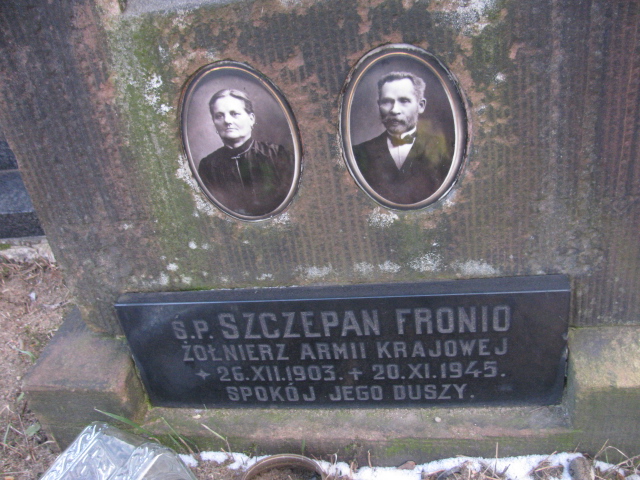 Ś.P. SZCZEPAN FRONIO
ŻOŁNIERZ ARMII KRAJOWEJ
* 26.XII.1903. + 20.XI.1945.
SPOKÓJ JEGO DUSZY.